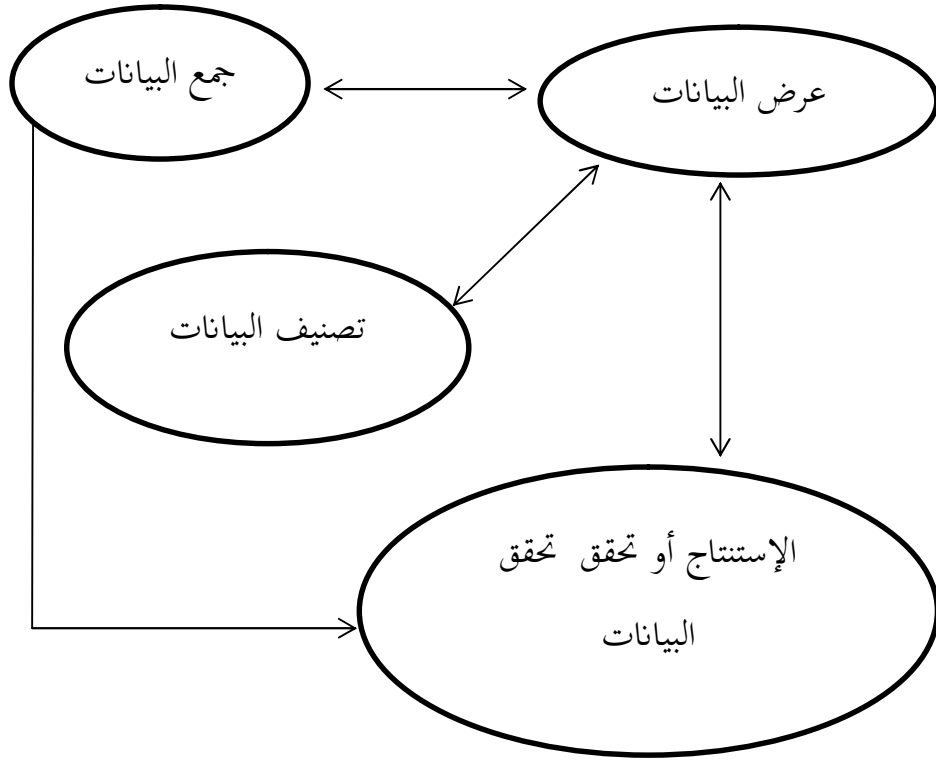 جمع البيانات
عرض البيانات
تصنيف البيانات
الإستنتاج أو تحقق تحقق
البيانات